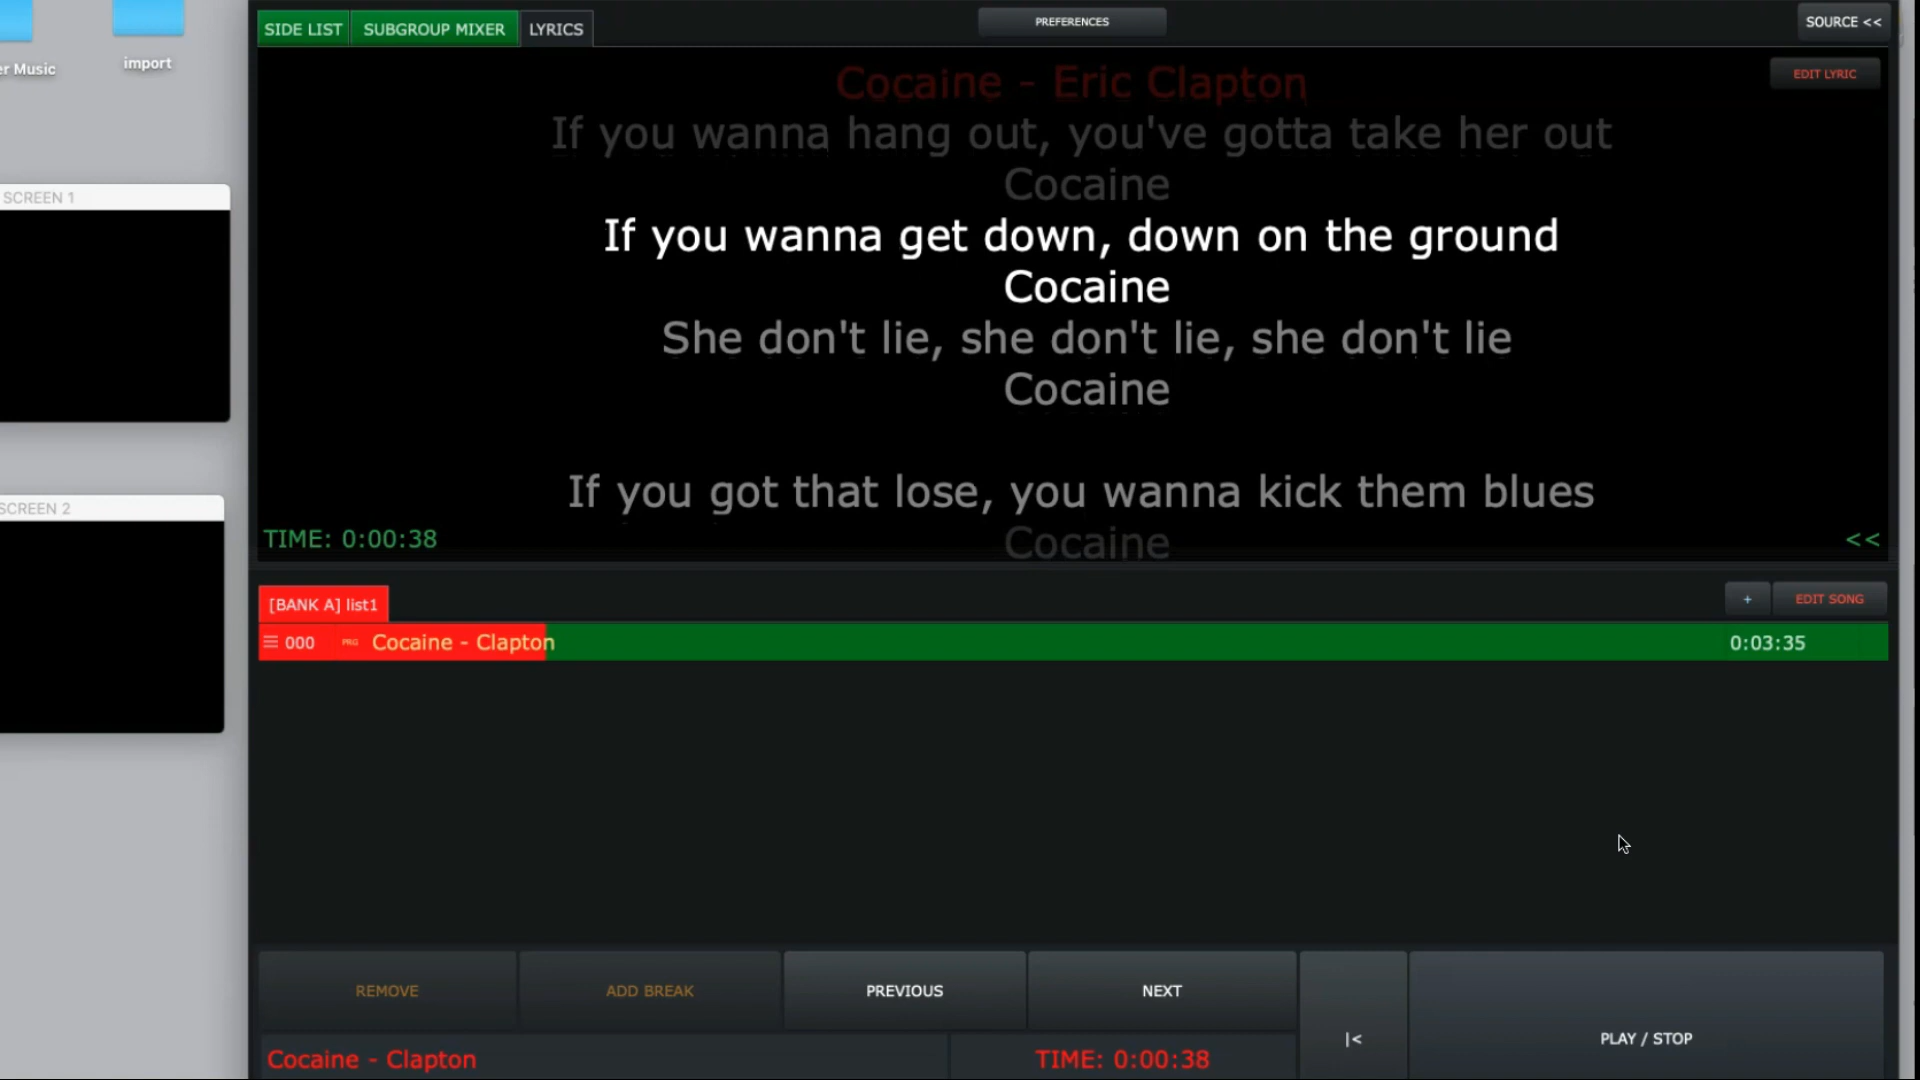 SIDE LIST SUBGROUP MIXER LYRICS PREFERENCES SOURCE <<
er Music
import
EDIT LYRIC
Cocaine - Eric Clapton
If you wanna hang out, you've gotta take her out
Cocaine
SCREEN 1
If you wanna get down, down on the ground
Cocaine
She don't lie, she don't lie, she don't lie
Cocaine
If you got that lose, you wanna kick them blues
SCREEN 2
TIME: 0:00:38 <<
Cocaine
[BANK A] list1 + EDIT SONG
000 PRG Cocaine - Clapton 0:03:35
REMOVE ADD BREAK PREVIOUS NEXT
|< PLAY / STOP
Cocaine - Clapton TIME: 0:00:38